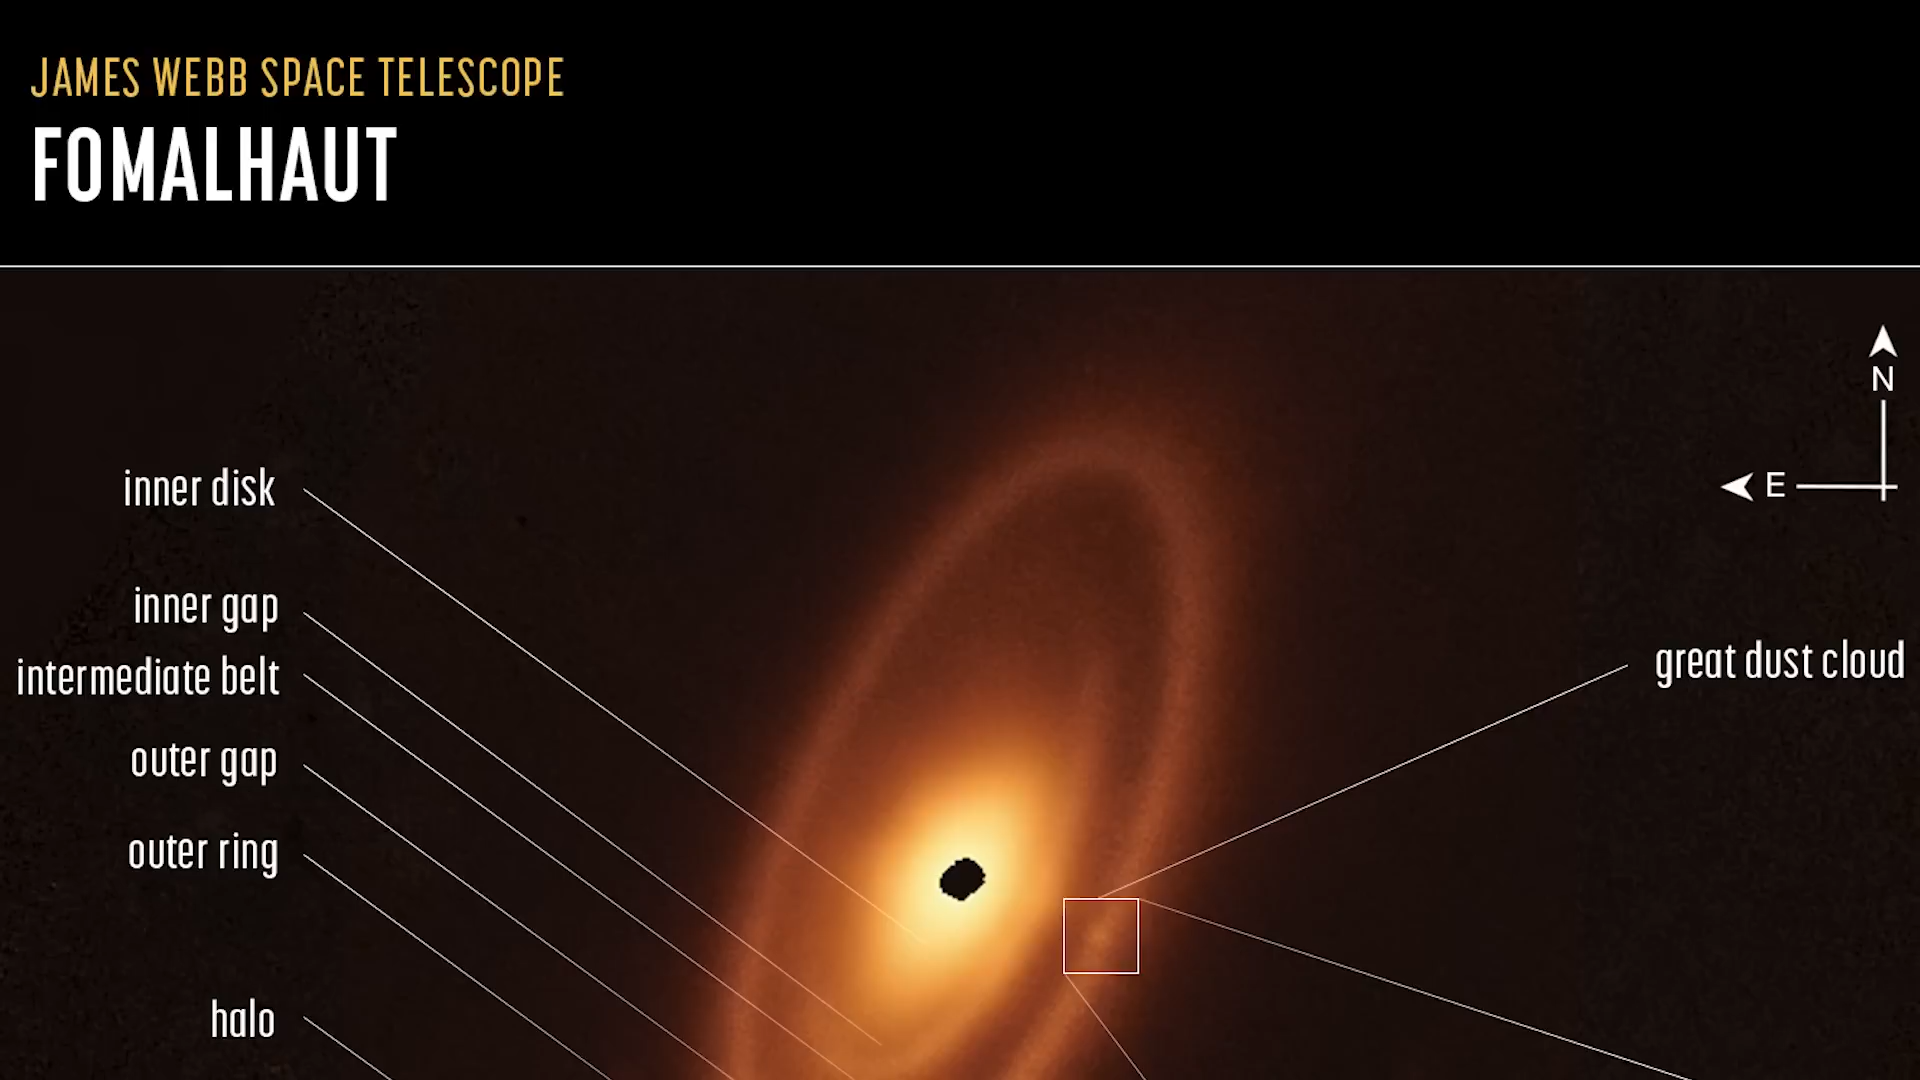 JAMES WEBB SPACE TELESCOPE
FOMALHAUT
N
E
inner disk
inner gap
intermediate belt
outer gap
outer ring
halo
great dust cloud